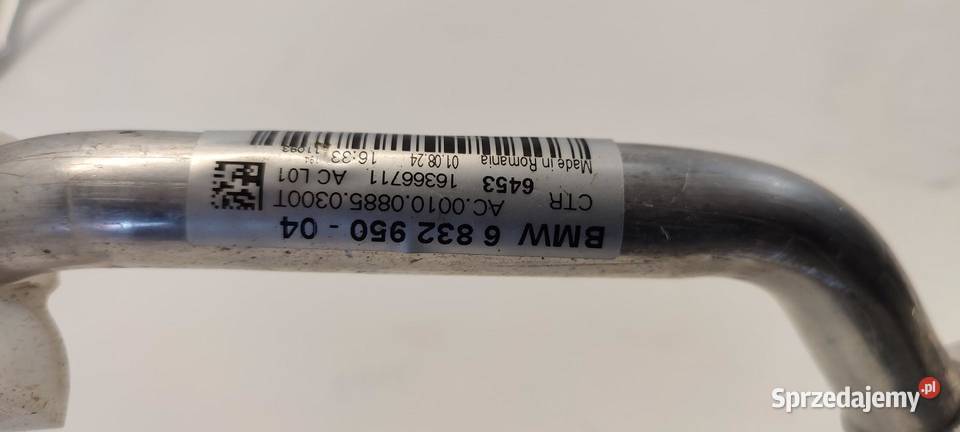 BMW 6 832 950 - 04
AC.0010.0885.0300T
CTR
16366711 AC L01
6453
Made in Romania
01.08.24 16:33
Sprzedajemy.pl